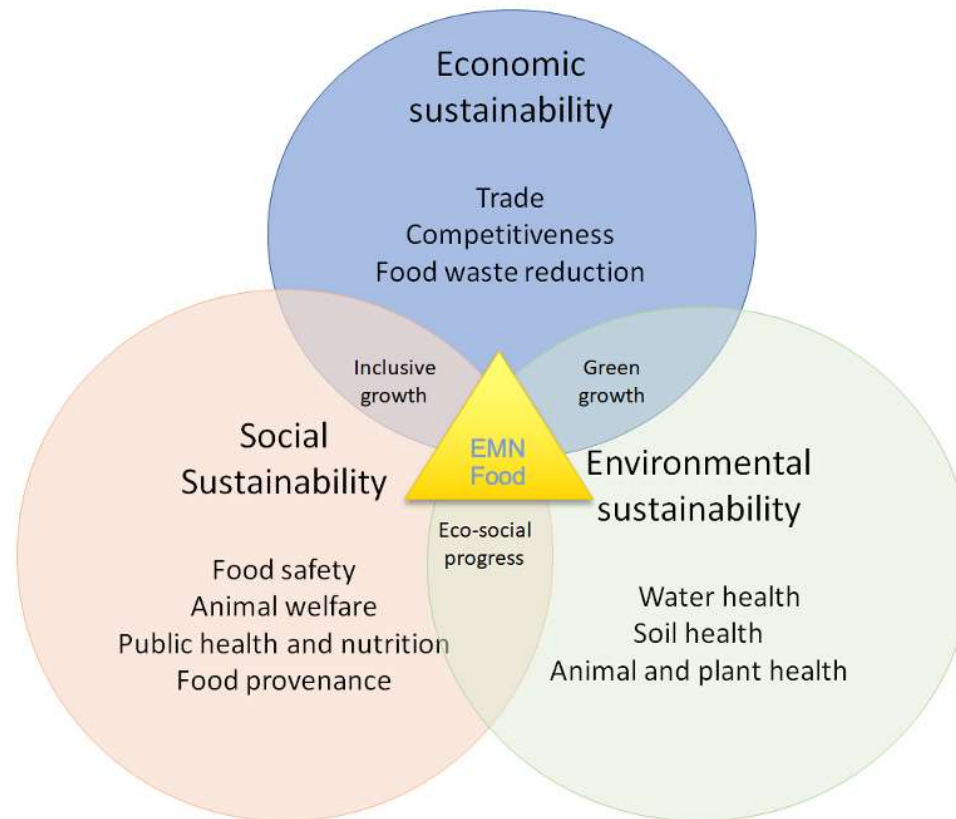 Economic
sustainability
Trade
Competitiveness
Food waste reduction
Inclusive
growth
Green
growth
EMN
Food
Social
Sustainability
Environmental
sustainability
Eco-social
progress
Food safety
Animal welfare
Public health and nutrition
Food provenance
Water health
Soil health
Animal and plant health